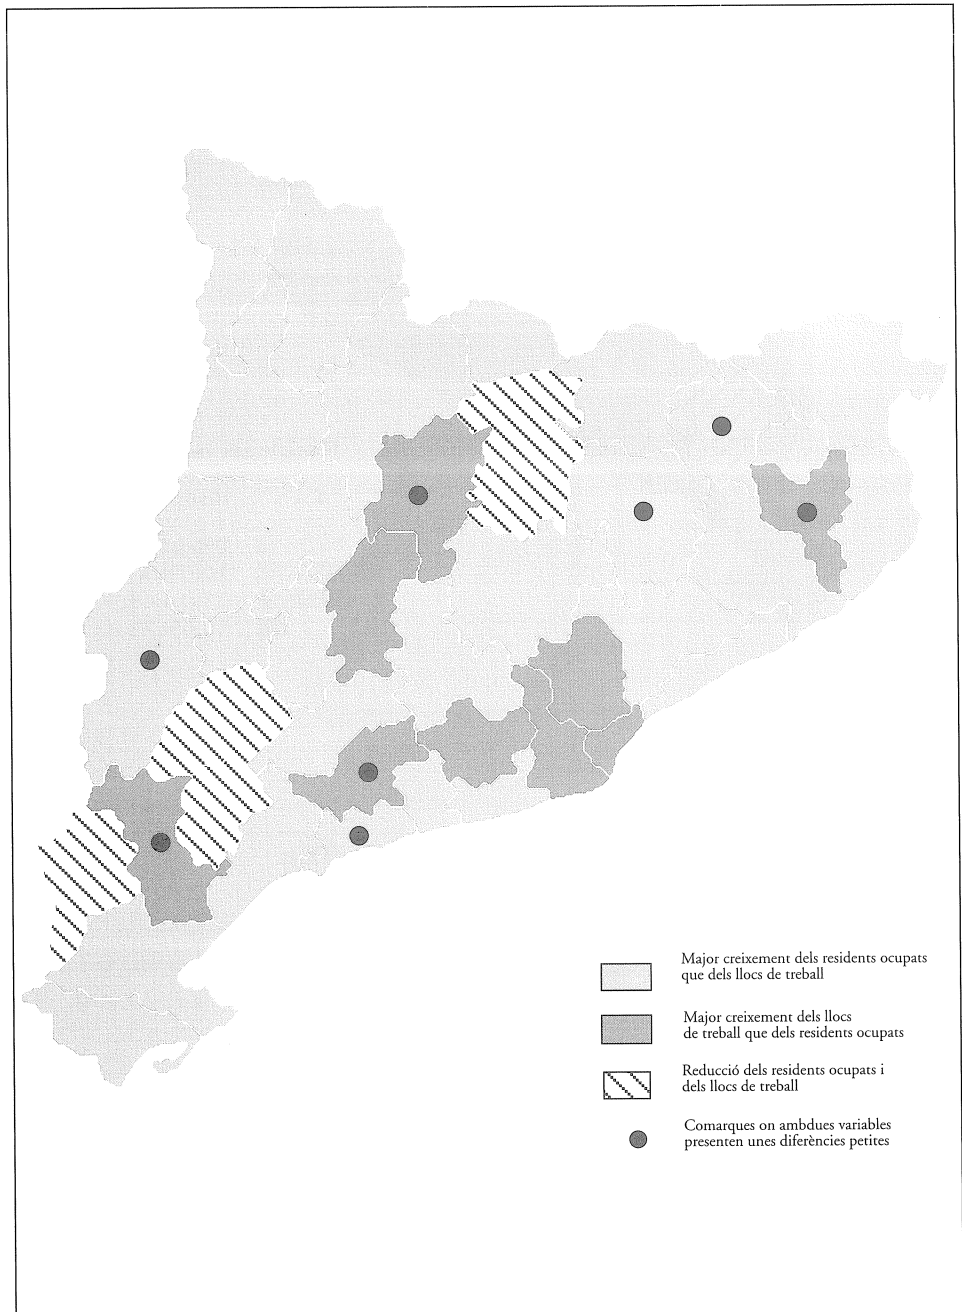 Major creixement dels residents ocupats
que dels llocs de treball
Major creixement dels llocs
de treball que dels residents ocupats
Reducció dels residents ocupats i
dels llocs de treball
Comarques on ambdues variables
presenten unes diferències petites